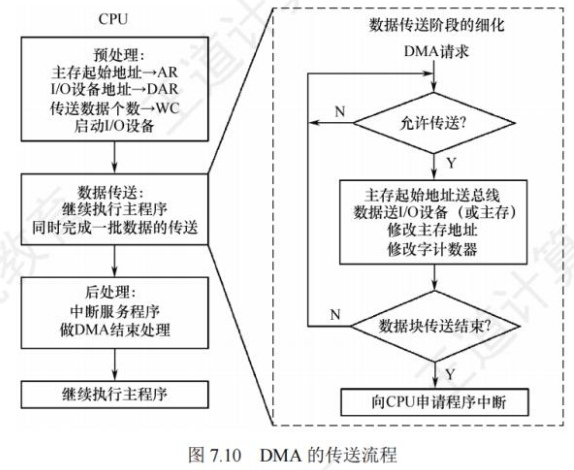 CPU
预处理：
主存起始地址→AR
I/O设备地址→DAR
传送数据个数→WC
启动I/O设备
数据传送：
继续执行主程序
同时完成一批数据的传送
后处理：
中断服务程序
做DMA结束处理
继续执行主程序
数据传送阶段的细化
DMA请求
允许传送？
N
Y
主存起始地址送总线
数据送I/O设备（或主存）
修改主存地址
修改字计数器
数据块传送结束？
N
Y
向CPU申请程序中断
图 7.10 DMA 的传送流程